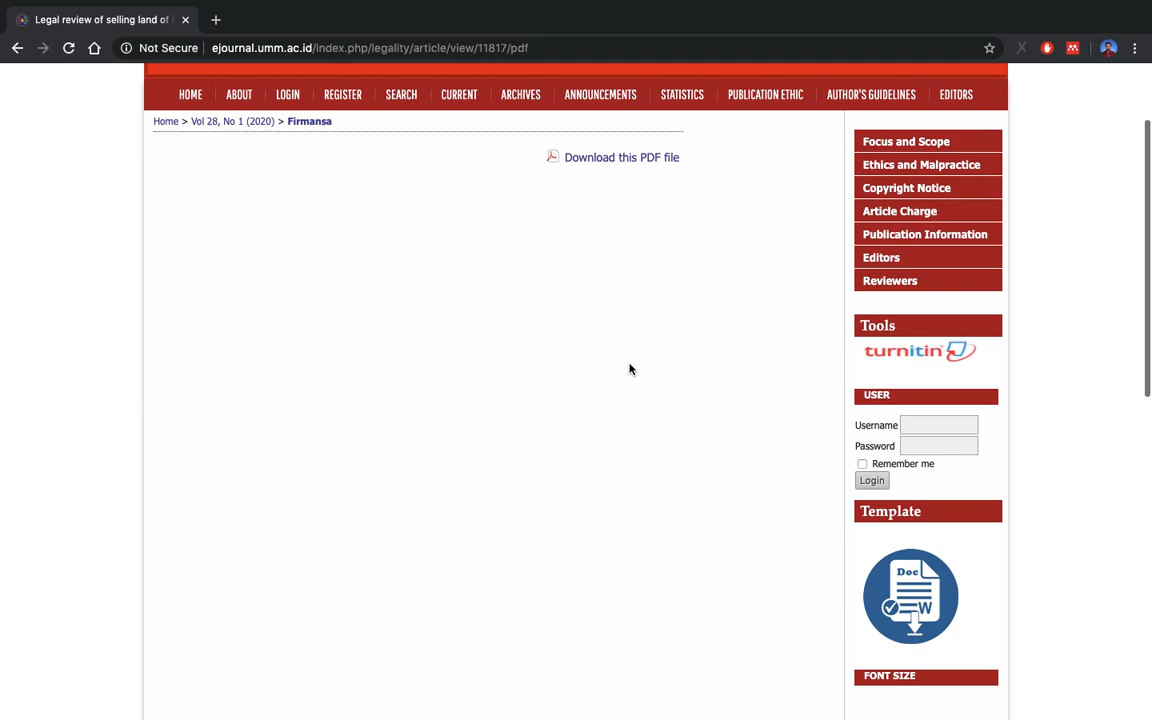 Legal review of selling land of
Not Secure ejournal.umm.ac.id/index.php/legality/article/view/11817/pdf
HOME ABOUT LOGIN REGISTER SEARCH CURRENT ARCHIVES ANNOUNCEMENTS STATISTICS PUBLICATION ETHIC AUTHOR'S GUIDELINES EDITORS
Home > Vol 28, No 1 (2020) > Firmansa
Download this PDF file
Focus and Scope
Ethics and Malpractice
Copyright Notice
Article Charge
Publication Information
Editors
Reviewers
Tools
turnitin
USER
Username
Password
Remember me
Login
Template
Doc
W
FONT SIZE